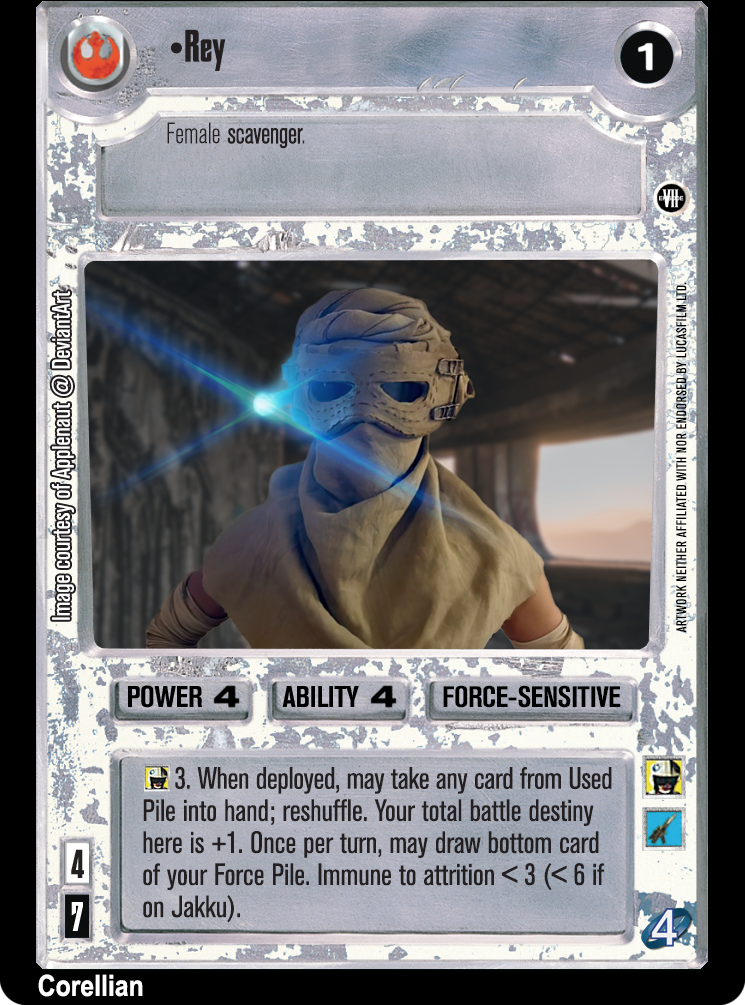 •Rey
1
Female scavenger.
EPISODE
VII
Image courtesy of Applenaut @ DeviantArt.
ARTWORK NEITHER AFFILIATED WITH NOR ENDORSED BY LUCASFILM LTD.
POWER 4
ABILITY 4
FORCE-SENSITIVE
3. When deployed, may take any card from Used
Pile into hand; reshuffle. Your total battle destiny
here is +1. Once per turn, may draw bottom card
of your Force Pile. Immune to attrition < 3 (< 6 if
on Jakku).
4
7
4
Corellian